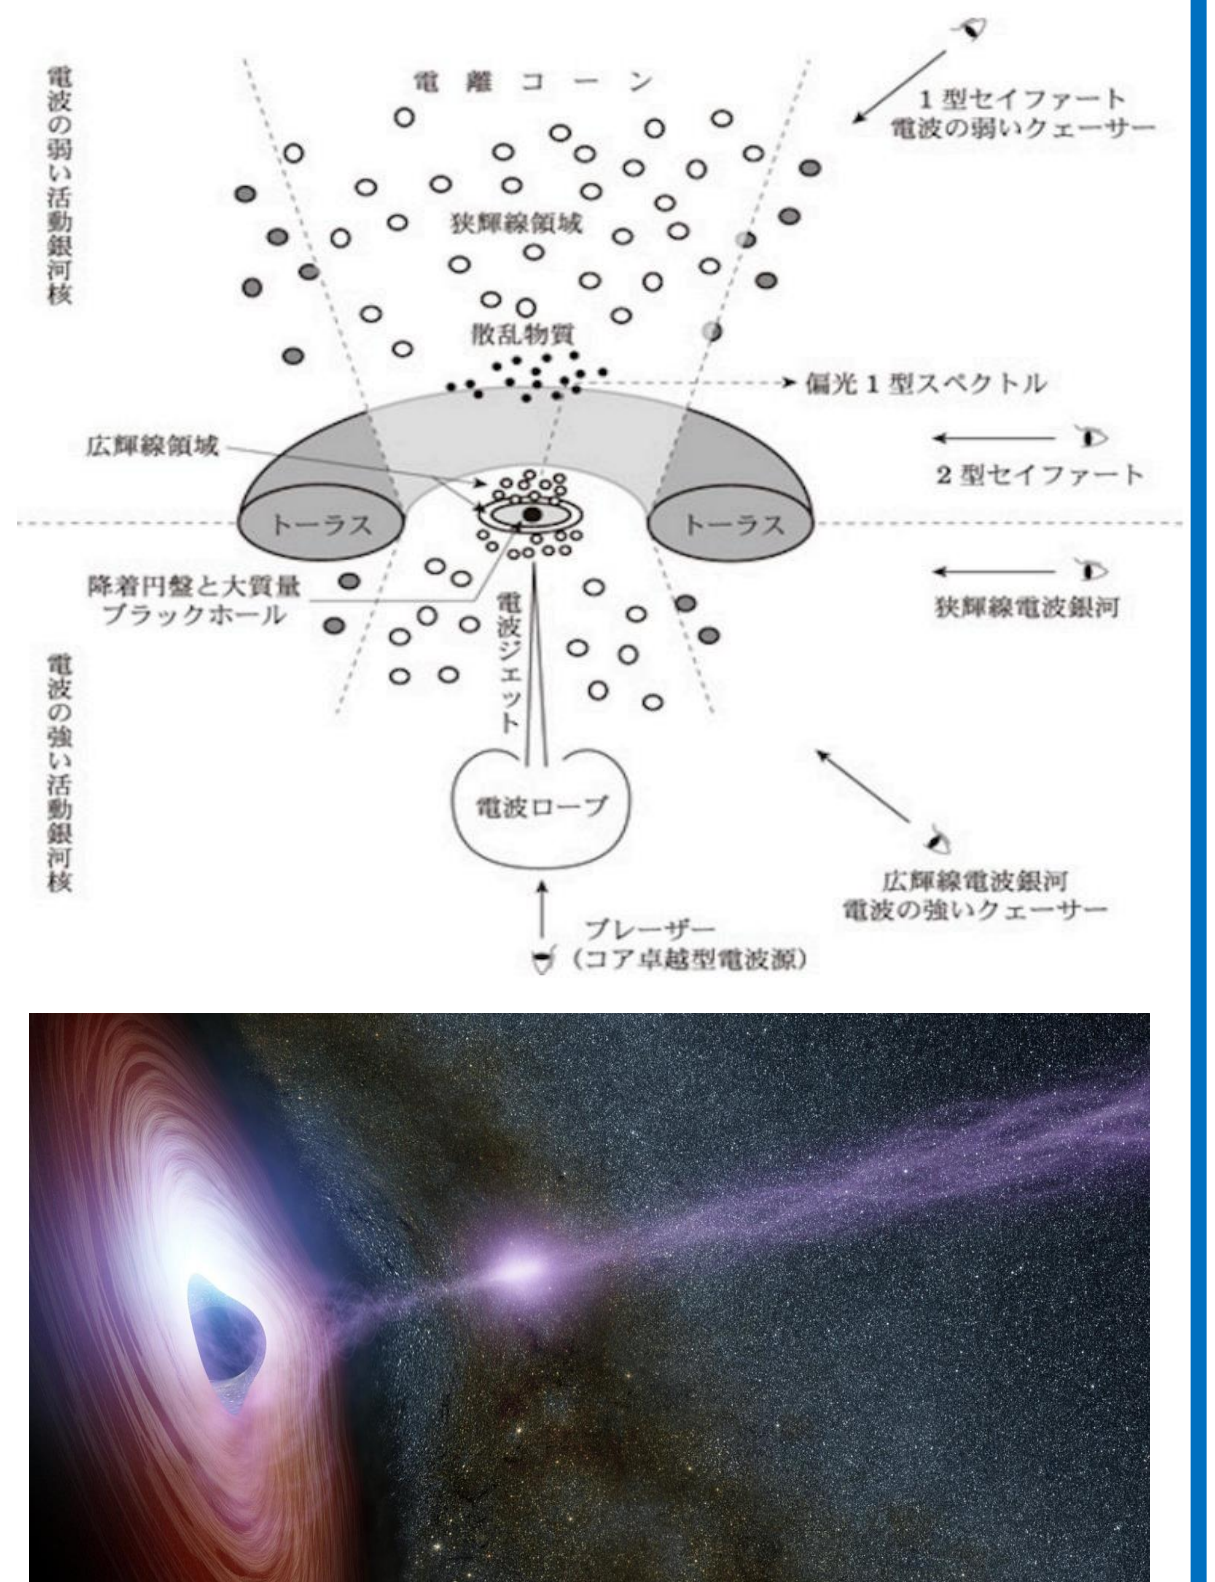 電波の弱い活動銀河核
電離コーン
1型セイファート
電波の弱いクェーサー
狭輝線領域
散乱物質
偏光1型スペクトル
広輝線領域
2型セイファート
トーラス
トーラス
降着円盤と大質量
ブラックホール
狭輝線電波銀河
電波ジェット
電波の強い活動銀河核
電波ローブ
広輝線電波銀河
電波の強いクェーサー
ブレーザー
(コア卓越型電波源)